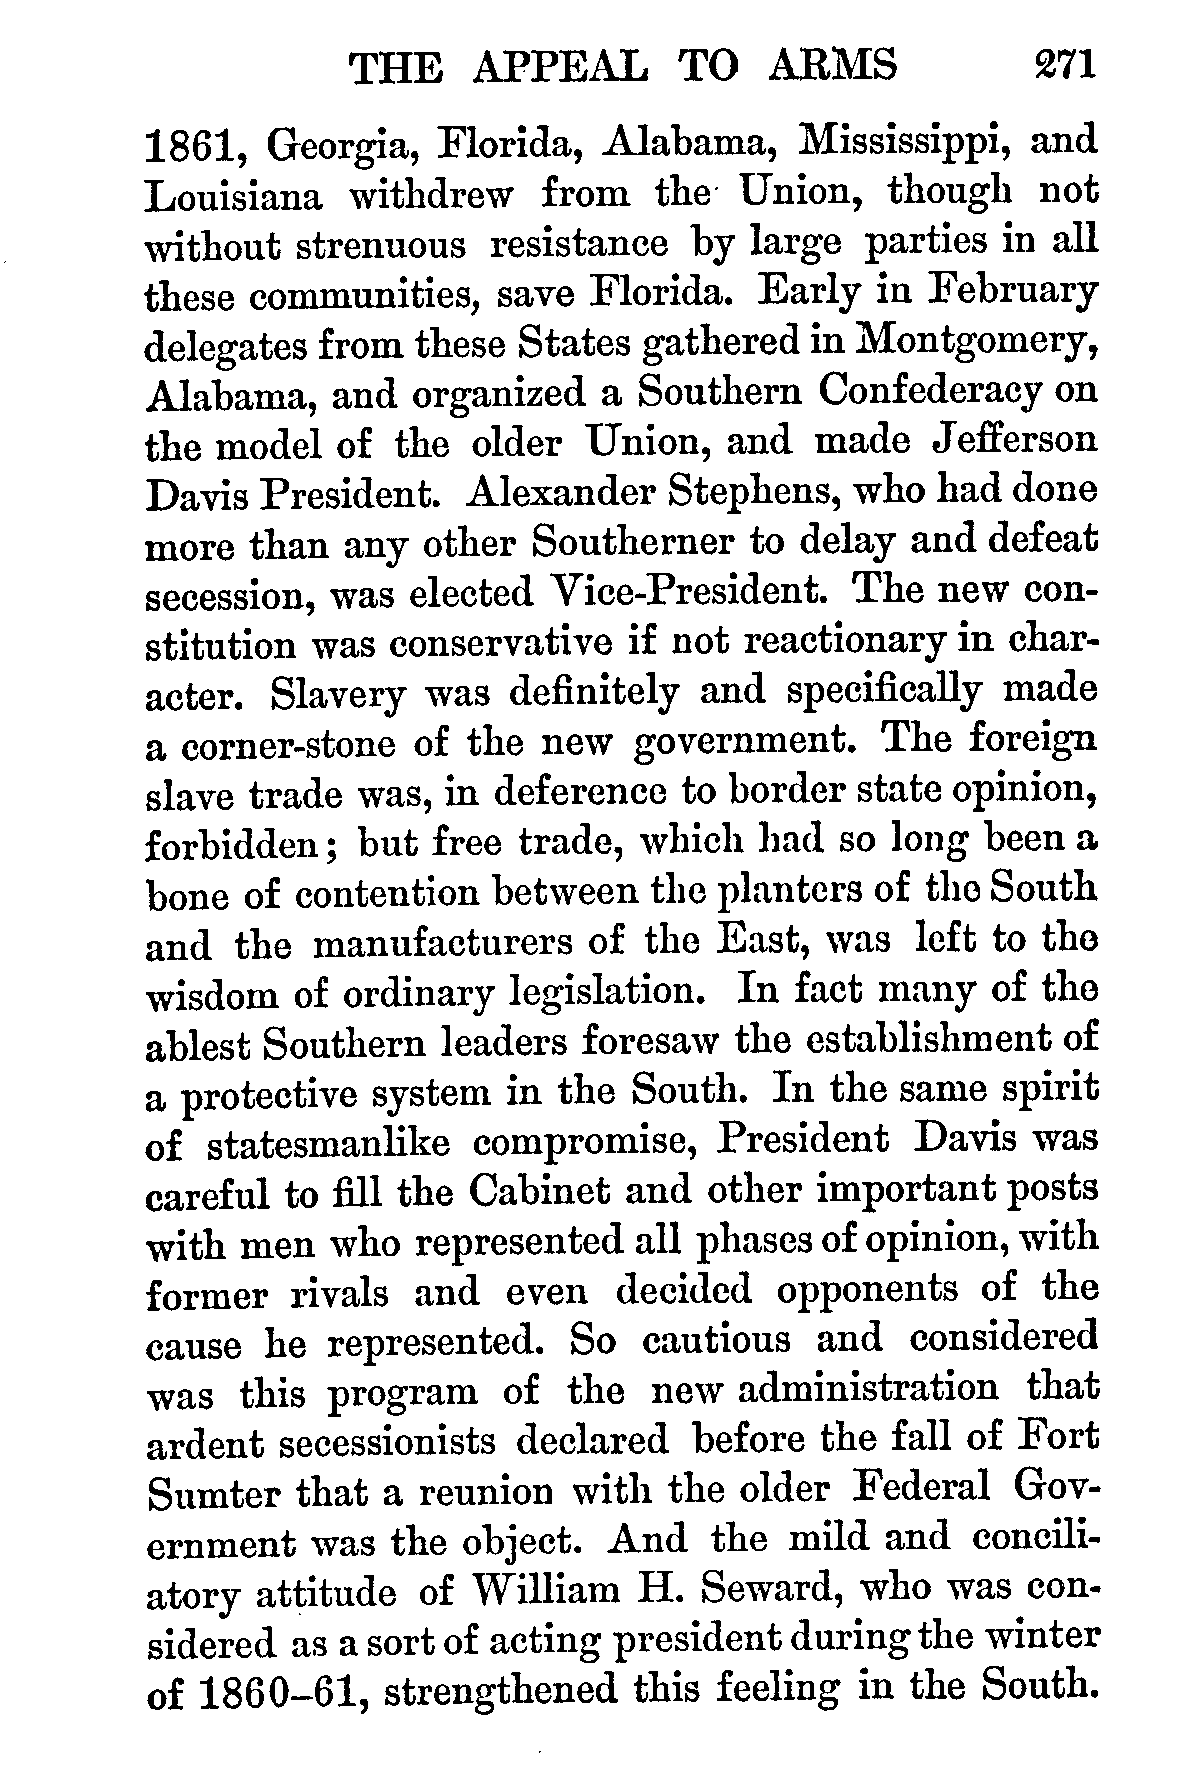 THE APPEAL TO ARMS 271
1861, Georgia, Florida, Alabama, Mississippi, and
Louisiana withdrew from the Union, though not
without strenuous resistance by large parties in all
these communities, save Florida. Early in February
delegates from these States gathered in Montgomery,
Alabama, and organized a Southern Confederacy on
the model of the older Union, and made Jefferson
Davis President. Alexander Stephens, who had done
more than any other Southerner to delay and defeat
secession, was elected Vice-President. The new con-
stitution was conservative if not reactionary in char-
acter. Slavery was definitely and specifically made
a corner-stone of the new government. The foreign
slave trade was, in deference to border state opinion,
forbidden; but free trade, which had so long been a
bone of contention between the planters of the South
and the manufacturers of the East, was left to the
wisdom of ordinary legislation. In fact many of the
ablest Southern leaders foresaw the establishment of
a protective system in the South. In the same spirit
of statesmanlike compromise, President Davis was
careful to fill the Cabinet and other important posts
with men who represented all phases of opinion, with
former rivals and even decided opponents of the
cause he represented. So cautious and considered
was this program of the new administration that
ardent secessionists declared before the fall of Fort
Sumter that a reunion with the older Federal Gov-
ernment was the object. And the mild and concili-
atory attitude of William H. Seward, who was con-
sidered as a sort of acting president during the winter
of 1860–61, strengthened this feeling in the South.